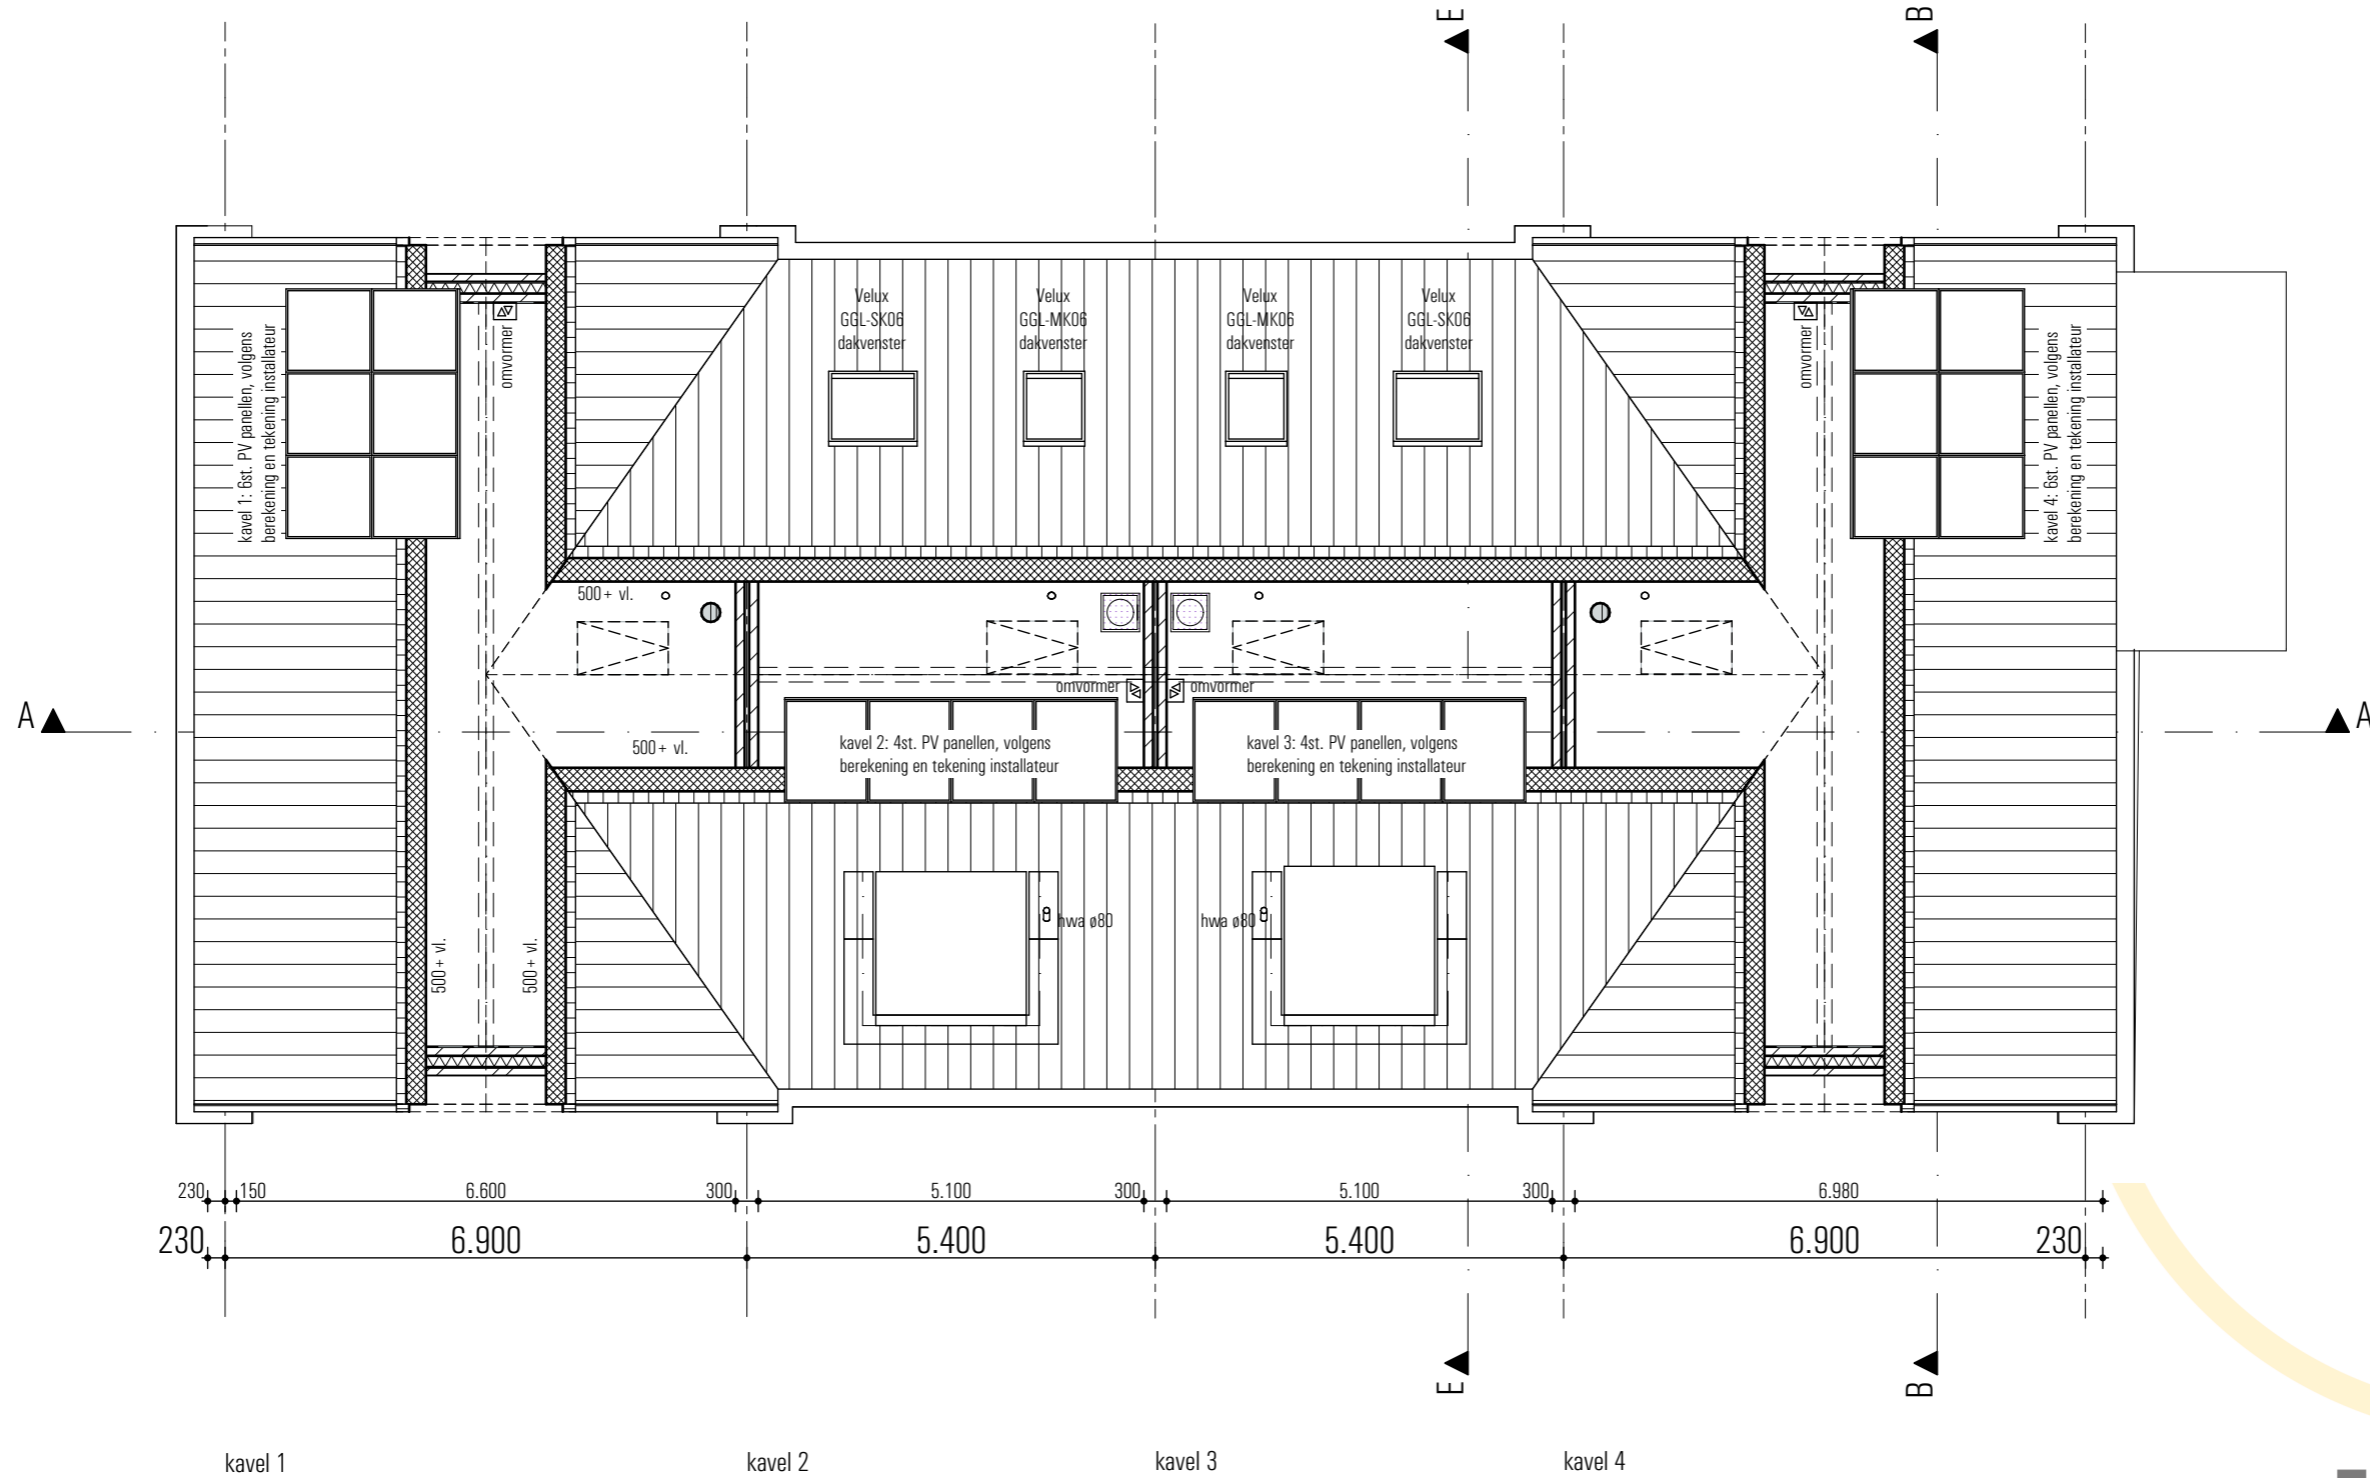 E
B
Velux
GGL-SK06
dakvenster
Velux
GGL-MK06
dakvenster
Velux
GGL-MK06
dakvenster
Velux
GGL-SK06
dakvenster
kavel 1: 6st. PV panellen, volgens
berekening en tekening installateur
omvormer
omvormer
kavel 4: 6st. PV panellen, volgens
berekening en tekening installateur
500+ vl.
omvormer
omvormer
A
A
500+ vl.
kavel 2: 4st. PV panellen, volgens
berekening en tekening installateur
kavel 3: 4st. PV panellen, volgens
berekening en tekening installateur
500+ vl.
500+ vl.
hwa ø80
hwa ø80
230 150 6.600 300 5.100 300 5.100 300 6.980
230 6.900 5.400 5.400 6.900 230
E
B
kavel 1
kavel 2
kavel 3
kavel 4